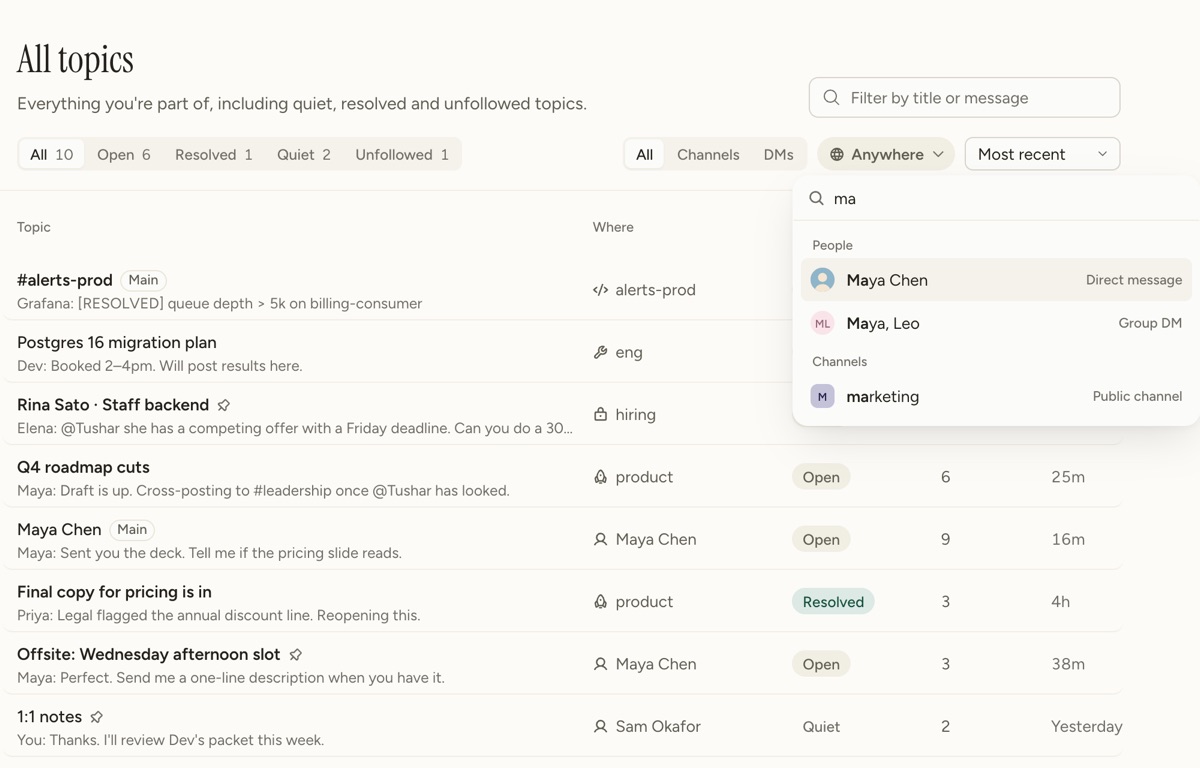 All topics
Everything you're part of, including quiet, resolved and unfollowed topics.
Filter by title or message
All 10 Open 6 Resolved 1 Quiet 2 Unfollowed 1
All Channels DMs Anywhere Most recent
ma
People
Maya Chen Direct message
ML Maya, Leo Group DM
Channels
M marketing Public channel
Topic Where
#alerts-prod Main
Grafana: [RESOLVED] queue depth > 5k on billing-consumer
alerts-prod
Postgres 16 migration plan
Dev: Booked 2–4pm. Will post results here.
eng
Rina Sato · Staff backend
Elena: @Tushar she has a competing offer with a Friday deadline. Can you do a 30...
hiring
Q4 roadmap cuts
Maya: Draft is up. Cross-posting to #leadership once @Tushar has looked.
product Open 6 25m
Maya Chen Main
Maya: Sent you the deck. Tell me if the pricing slide reads.
Maya Chen Open 9 16m
Final copy for pricing is in
Priya: Legal flagged the annual discount line. Reopening this.
product Resolved 3 4h
Offsite: Wednesday afternoon slot
Maya: Perfect. Send me a one-line description when you have it.
Maya Chen Open 3 38m
1:1 notes
You: Thanks. I'll review Dev's packet this week.
Sam Okafor Quiet 2 Yesterday